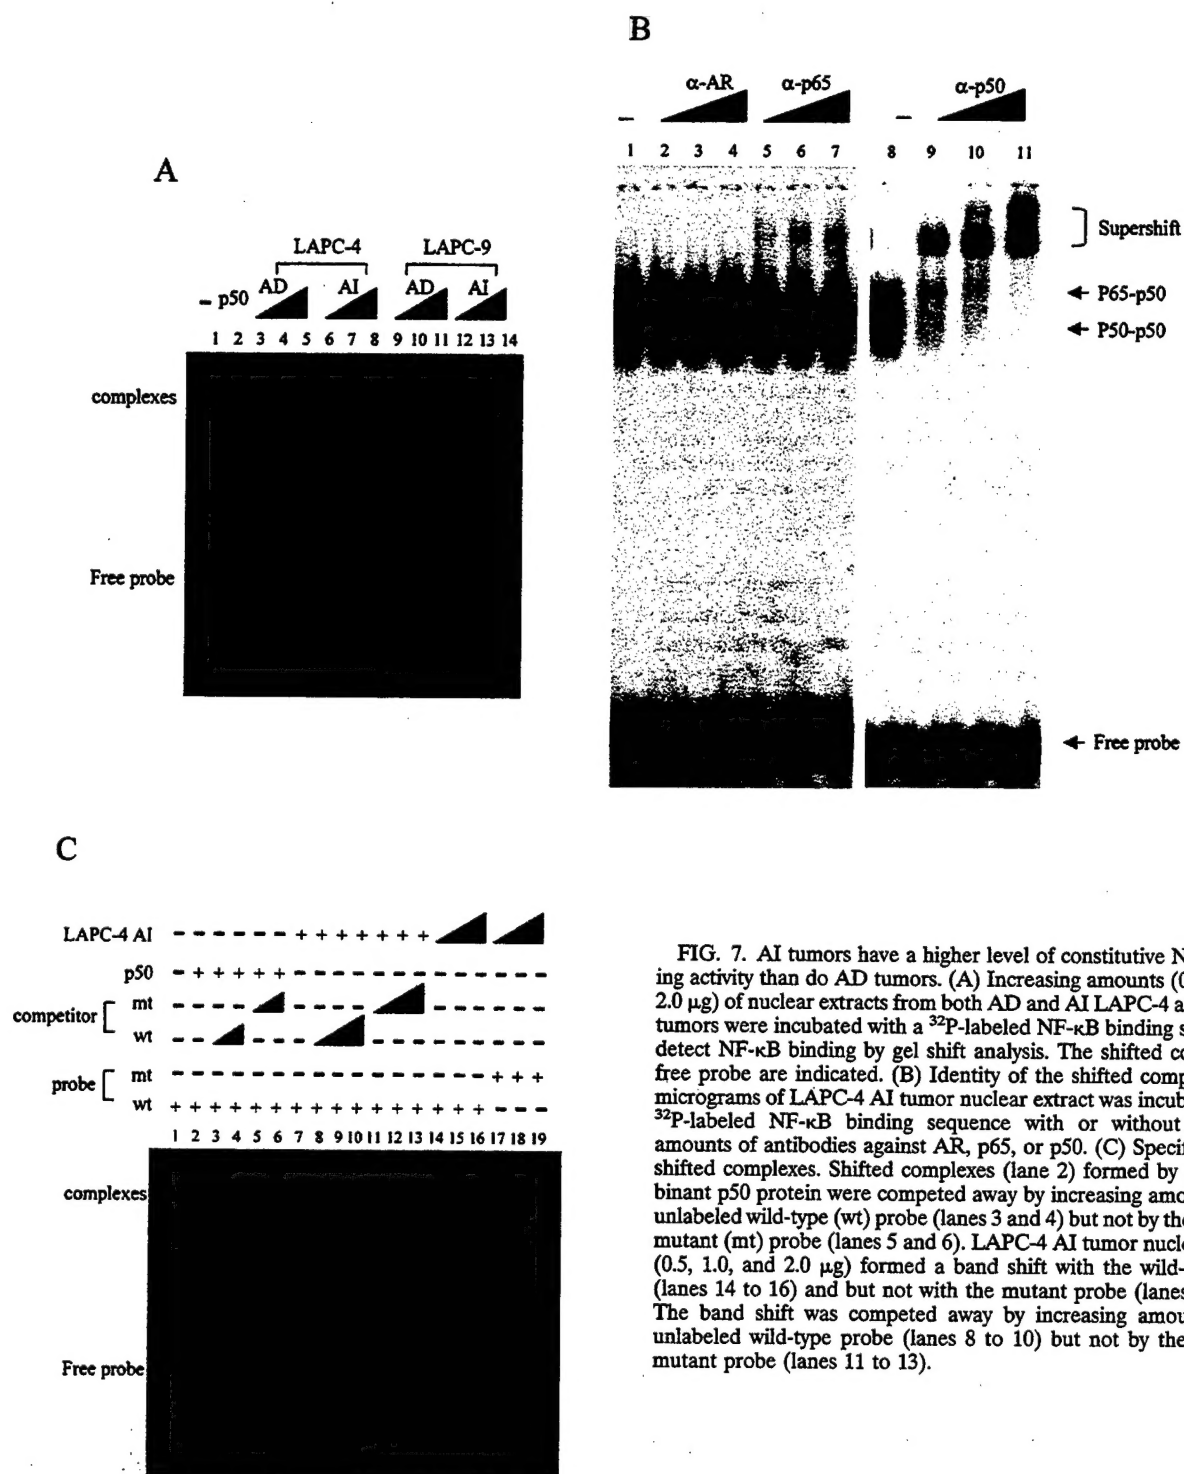 B
α-AR α-p65 α-p50
– –
1 2 3 4 5 6 7 8 9 10 11
Supershift
P65-p50
P50-p50
Free probe
A
LAPC-4 LAPC-9
– p50 AD AI AD AI
1 2 3 4 5 6 7 8 9 10 11 12 13 14
complexes
Free probe
C
LAPC-4 AI – – – – – – + + + + + + +
p50 – + + + + + – – – – – – – – – – – – –
competitor
mt – – – – – – – – – – – – – – –
wt – – – – – – – – – – – – – – –
probe
mt – – – – – – – – – – – – – – – – + + +
wt + + + + + + + + + + + + + + + + – – –
1 2 3 4 5 6 7 8 9 10 11 12 13 14 15 16 17 18 19
complexes
Free probe
FIG. 7. AI tumors have a higher level of constitutive N
ing activity than do AD tumors. (A) Increasing amounts (0
2.0 μg) of nuclear extracts from both AD and AI LAPC-4 a
tumors were incubated with a ³²P-labeled NF-κB binding s
detect NF-κB binding by gel shift analysis. The shifted co
free probe are indicated. (B) Identity of the shifted comp
micrograms of LAPC-4 AI tumor nuclear extract was incub
³²P-labeled NF-κB binding sequence with or without
amounts of antibodies against AR, p65, or p50. (C) Specif
shifted complexes. Shifted complexes (lane 2) formed by
binant p50 protein were competed away by increasing amo
unlabeled wild-type (wt) probe (lanes 3 and 4) but not by the
mutant (mt) probe (lanes 5 and 6). LAPC-4 AI tumor nucle
(0.5, 1.0, and 2.0 μg) formed a band shift with the wild-
(lanes 14 to 16) and but not with the mutant probe (lanes
The band shift was competed away by increasing amou
unlabeled wild-type probe (lanes 8 to 10) but not by the
mutant probe (lanes 11 to 13).